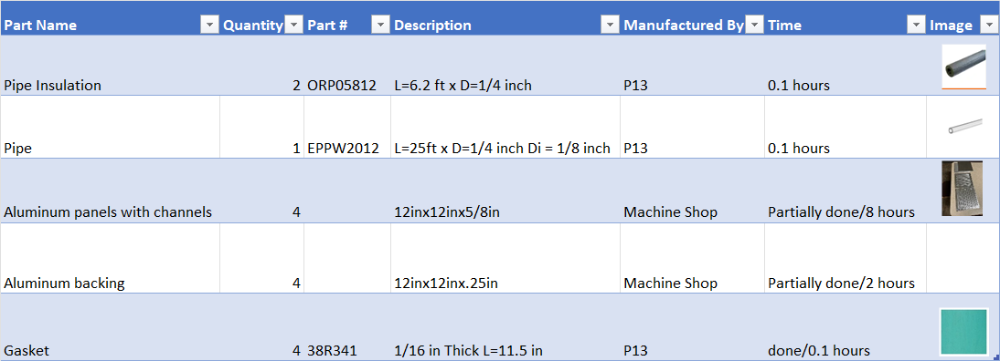 Part Name Quantity Part # Description Manufactured By Time Image
Pipe Insulation 2 ORP05812 L=6.2 ft x D=1/4 inch P13 0.1 hours
Pipe 1 EPPW2012 L=25ft x D=1/4 inch Di = 1/8 inch P13 0.1 hours
Aluminum panels with channels 4 12inx12inx5/8in Machine Shop Partially done/8 hours
Aluminum backing 4 12inx12inx.25in Machine Shop Partially done/2 hours
Gasket 4 38R341 1/16 in Thick L=11.5 in P13 done/0.1 hours